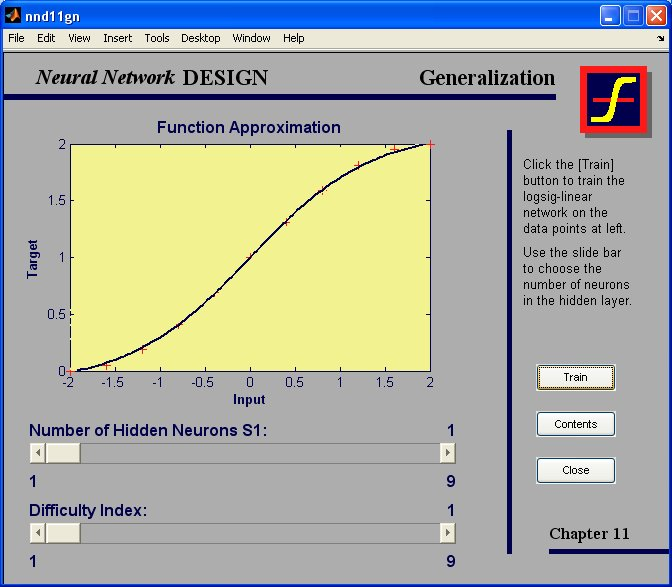 nnd11gn
File Edit View Insert Tools Desktop Window Help
Neural Network DESIGN
Generalization
Function Approximation
2
1.5
1
0.5
0
Target
-2 -1.5 -1 -0.5 0 0.5 1 1.5 2
Input
Click the [Train]
button to train the
logsig-linear
network on the
data points at left.
Use the slide bar
to choose the
number of neurons
in the hidden layer.
Train
Contents
Close
Number of Hidden Neurons S1: 1
1 9
Difficulty Index: 1
1 9
Chapter 11